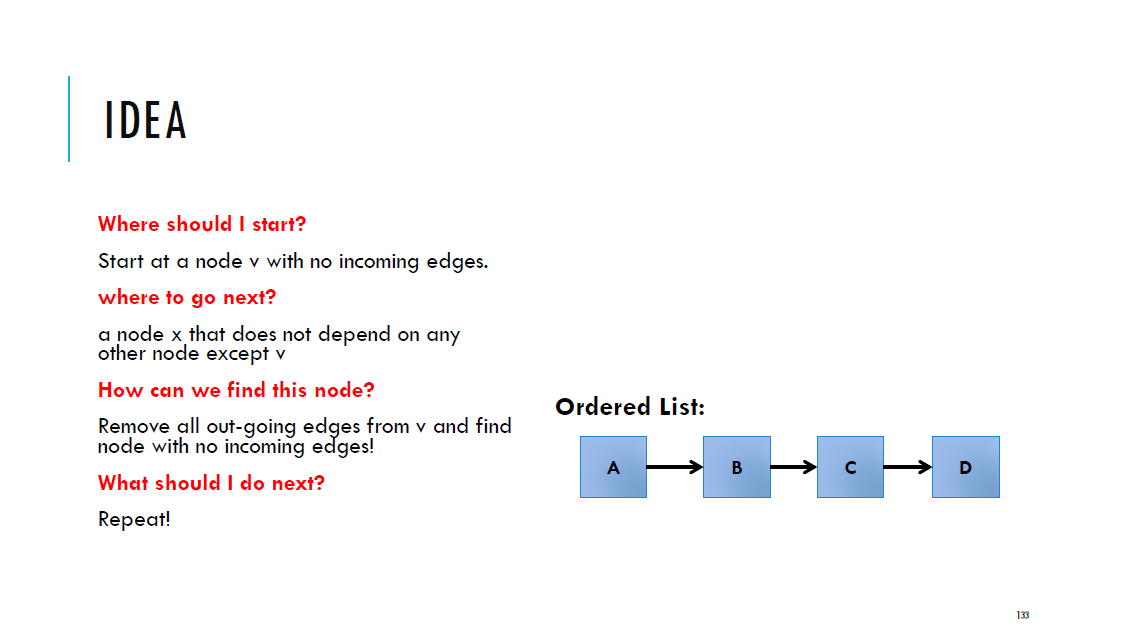 IDEA
Where should I start?
Start at a node v with no incoming edges.
where to go next?
a node x that does not depend on any
other node except v
How can we find this node?
Remove all out-going edges from v and find
node with no incoming edges!
What should I do next?
Repeat!
Ordered List:
A B C D
133